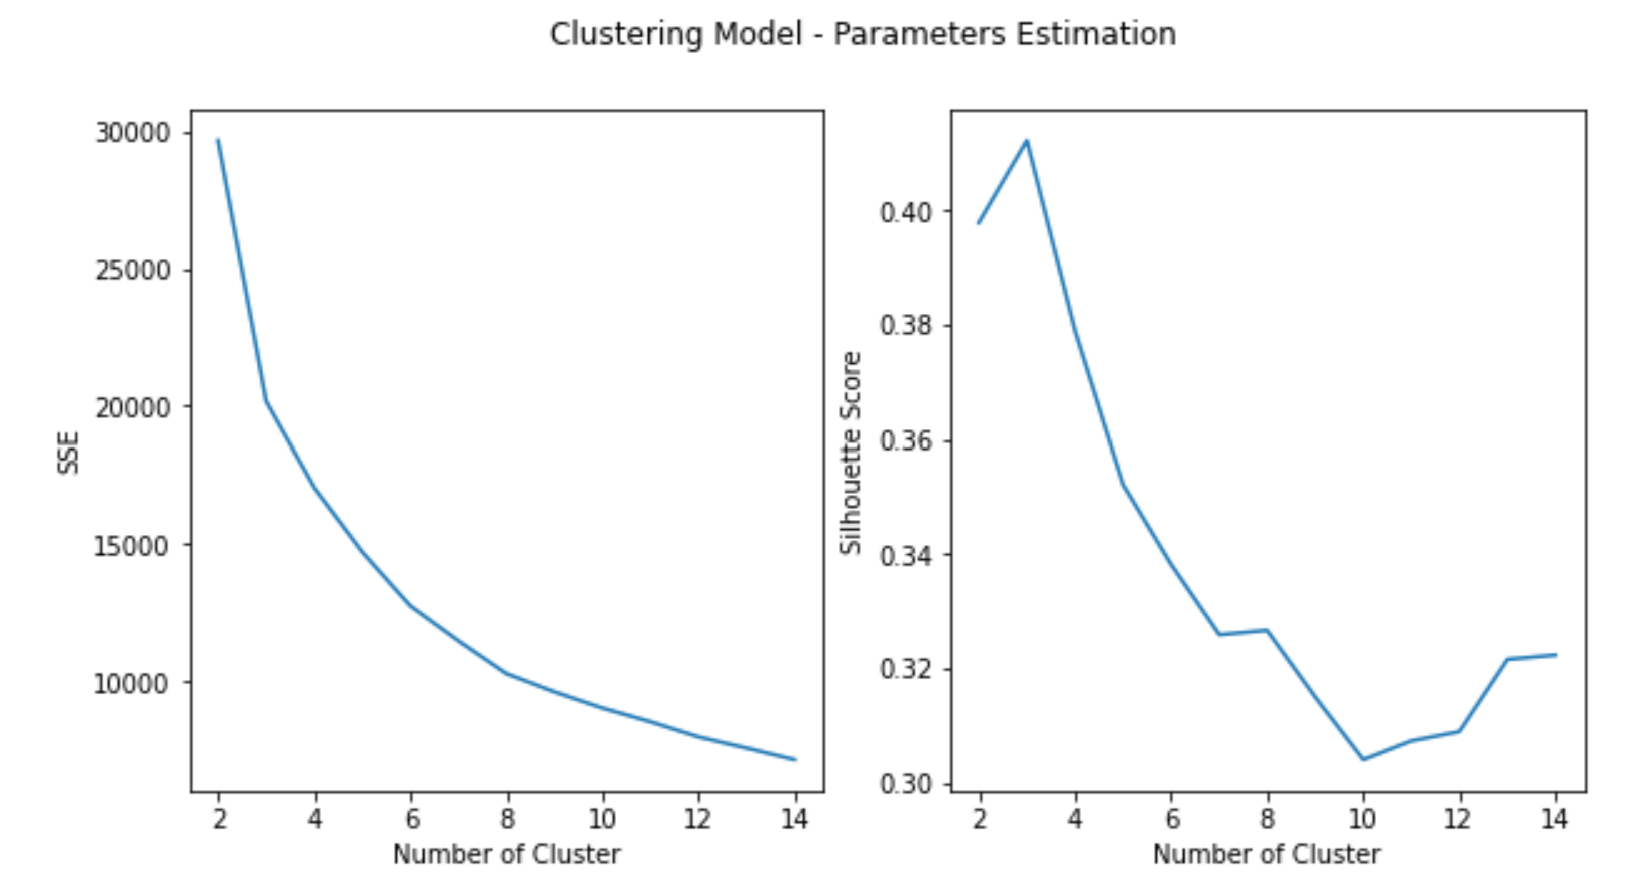 Clustering Model - Parameters Estimation
30000
25000
20000
15000
10000
SSE
2 4 6 8 10 12 14
Number of Cluster
0.40
0.38
0.36
0.34
0.32
0.30
Silhouette Score
2 4 6 8 10 12 14
Number of Cluster